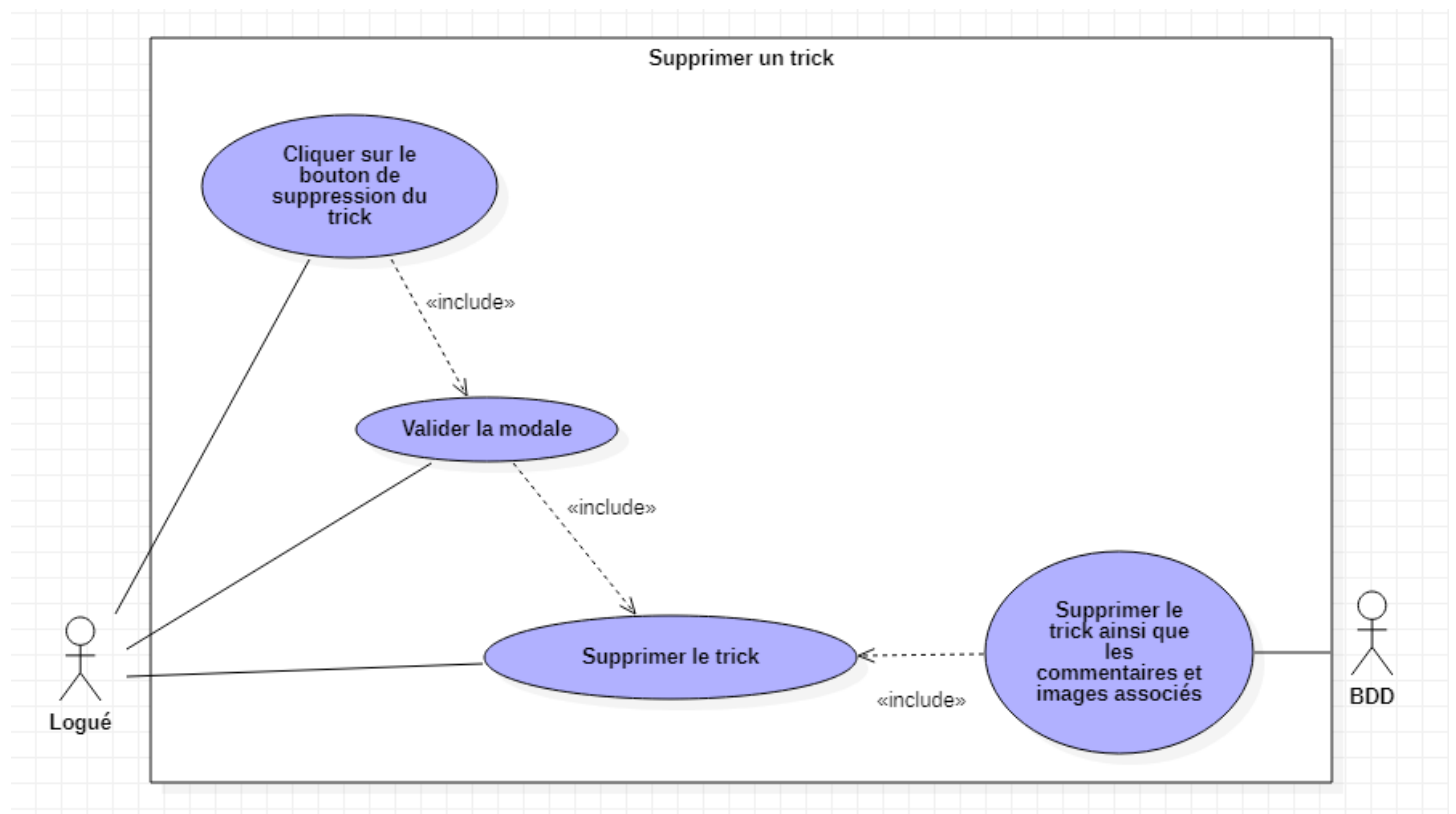 Supprimer un trick
Cliquer sur le
bouton de
suppression du
trick
«include»
Valider la modale
«include»
Supprimer le trick
«include»
Supprimer le
trick ainsi que
les
commentaires et
images associés
Logué
BDD